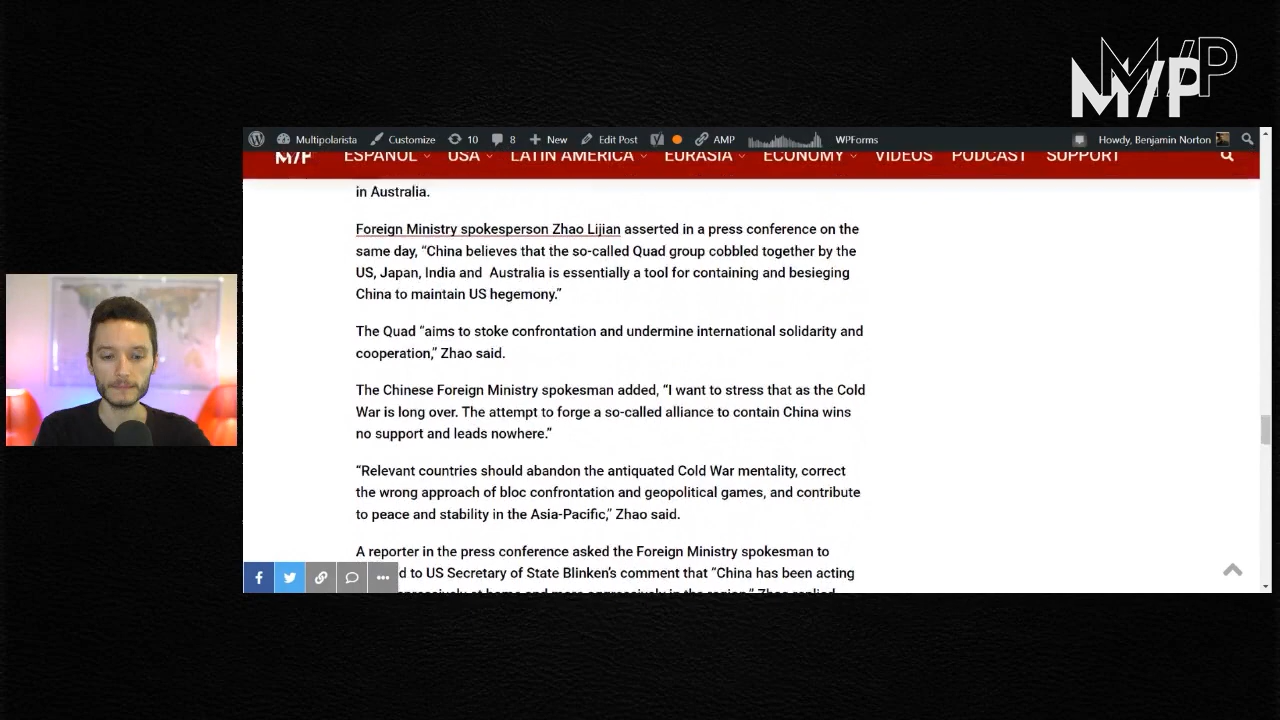 M/P
M/P
Multipolarista Customize 10 8 New Edit Post AMP WPForms Howdy, Benjamin Norton
M/P ESPAÑOL USA LATIN AMERICA EURASIA ECONOMY VIDEOS PODCAST SUPPORT
in Australia.
Foreign Ministry spokesperson Zhao Lijian asserted in a press conference on the
same day, “China believes that the so-called Quad group cobbled together by the
US, Japan, India and Australia is essentially a tool for containing and besieging
China to maintain US hegemony.”
The Quad “aims to stoke confrontation and undermine international solidarity and
cooperation,” Zhao said.
The Chinese Foreign Ministry spokesman added, “I want to stress that as the Cold
War is long over. The attempt to forge a so-called alliance to contain China wins
no support and leads nowhere.”
“Relevant countries should abandon the antiquated Cold War mentality, correct
the wrong approach of bloc confrontation and geopolitical games, and contribute
to peace and stability in the Asia-Pacific,” Zhao said.
A reporter in the press conference asked the Foreign Ministry spokesman to
d to US Secretary of State Blinken’s comment that “China has been acting
more aggressively in the region.” Zhao replied